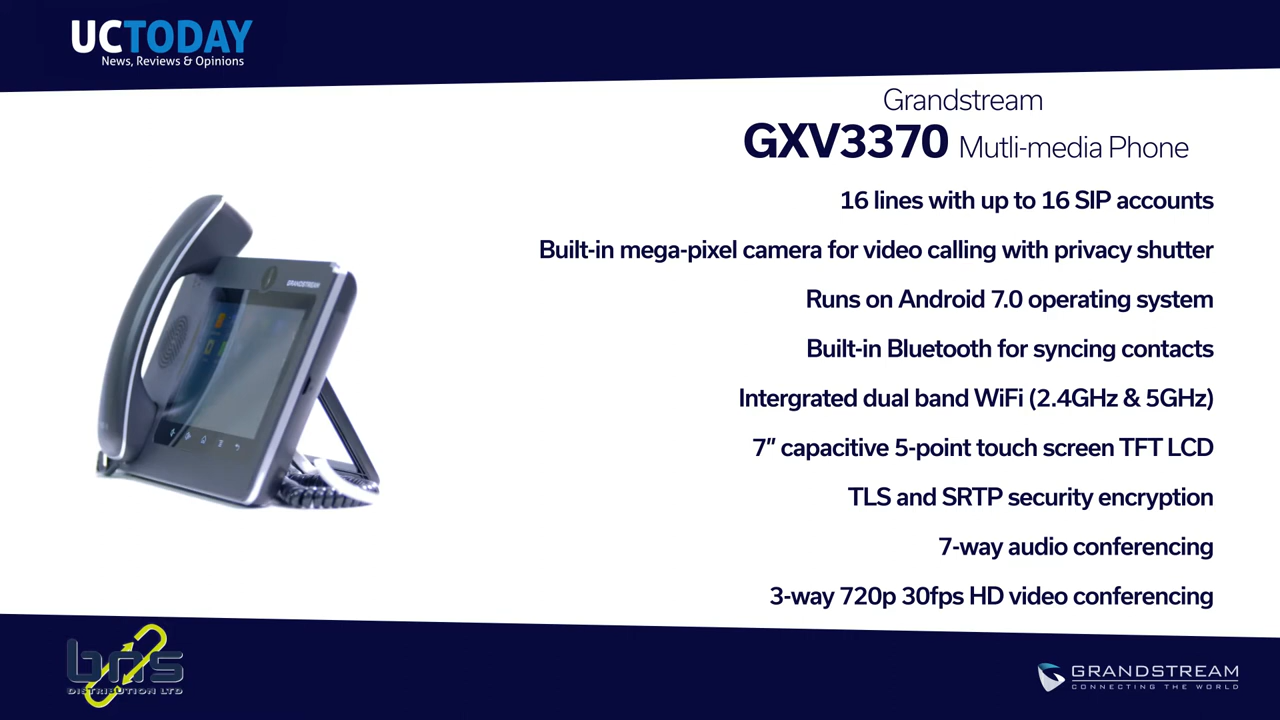 UCTODAY
News, Reviews & Opinions
Grandstream
GXV3370 Mutli-media Phone
16 lines with up to 16 SIP accounts
Built-in mega-pixel camera for video calling with privacy shutter
Runs on Android 7.0 operating system
Built-in Bluetooth for syncing contacts
Intergrated dual band WiFi (2.4GHz & 5GHz)
7" capacitive 5-point touch screen TFT LCD
TLS and SRTP security encryption
7-way audio conferencing
3-way 720p 30fps HD video conferencing
GRANDSTREAM
bns
DISTRIBUTION LTD
GRANDSTREAM
CONNECTING THE WORLD